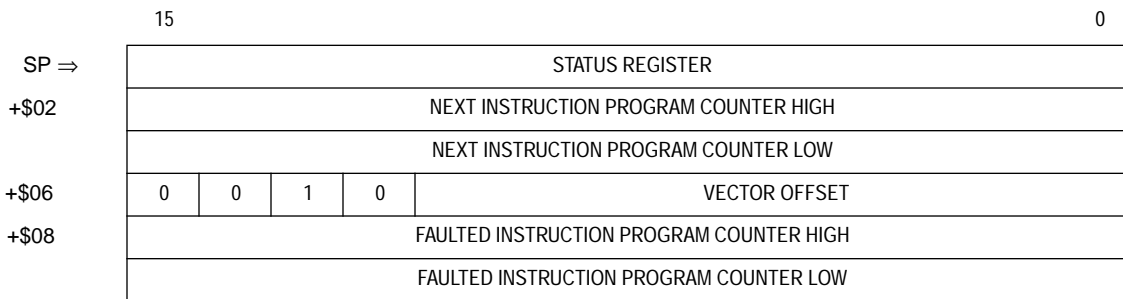 15 0
SP ⇒ STATUS REGISTER
+$02 NEXT INSTRUCTION PROGRAM COUNTER HIGH
NEXT INSTRUCTION PROGRAM COUNTER LOW
+$06 0 0 1 0 VECTOR OFFSET
+$08 FAULTED INSTRUCTION PROGRAM COUNTER HIGH
FAULTED INSTRUCTION PROGRAM COUNTER LOW